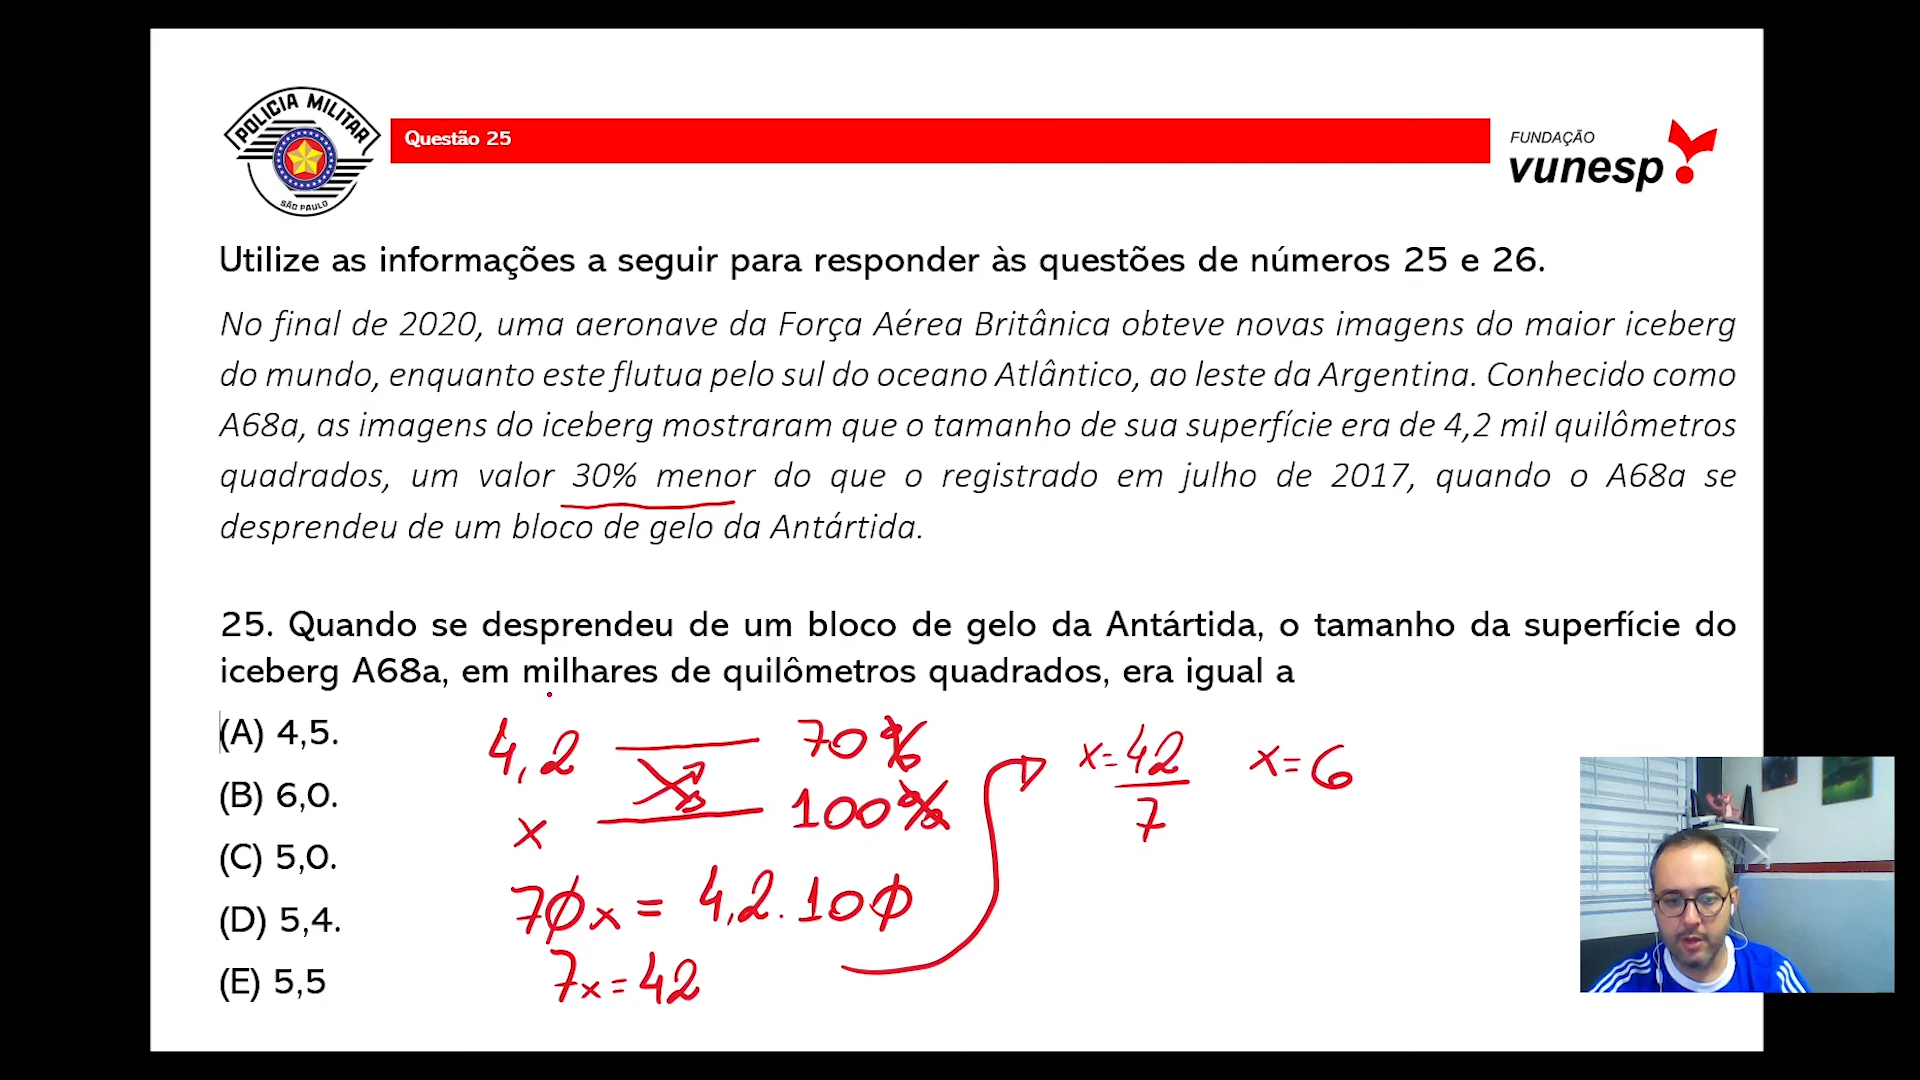 POLICIA MILITAR
SÃO PAULO
Questão 25
FUNDAÇÃO
vunesp
Utilize as informações a seguir para responder às questões de números 25 e 26.
No final de 2020, uma aeronave da Força Aérea Britânica obteve novas imagens do maior iceberg
do mundo, enquanto este flutua pelo sul do oceano Atlântico, ao leste da Argentina. Conhecido como
A68a, as imagens do iceberg mostraram que o tamanho de sua superfície era de 4,2 mil quilômetros
quadrados, um valor 30% menor do que o registrado em julho de 2017, quando o A68a se
desprendeu de um bloco de gelo da Antártida.
25. Quando se desprendeu de um bloco de gelo da Antártida, o tamanho da superfície do
iceberg A68a, em milhares de quilômetros quadrados, era igual a
(A) 4,5.
(B) 6,0.
(C) 5,0.
(D) 5,4.
(E) 5,5
4,2 70%
x 100%
70x = 4,2.100
7x=42
x=42/7 x=6